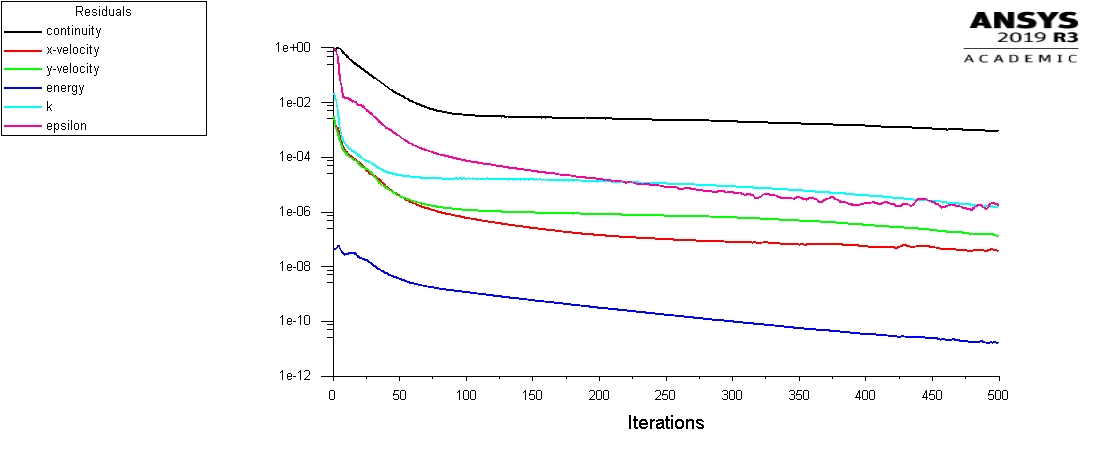 Residuals
continuity
x-velocity
y-velocity
energy
k
epsilon
ANSYS
2019 R3
ACADEMIC
1e+00
1e-02
1e-04
1e-06
1e-08
1e-10
1e-12
0 50 100 150 200 250 300 350 400 450 500
Iterations